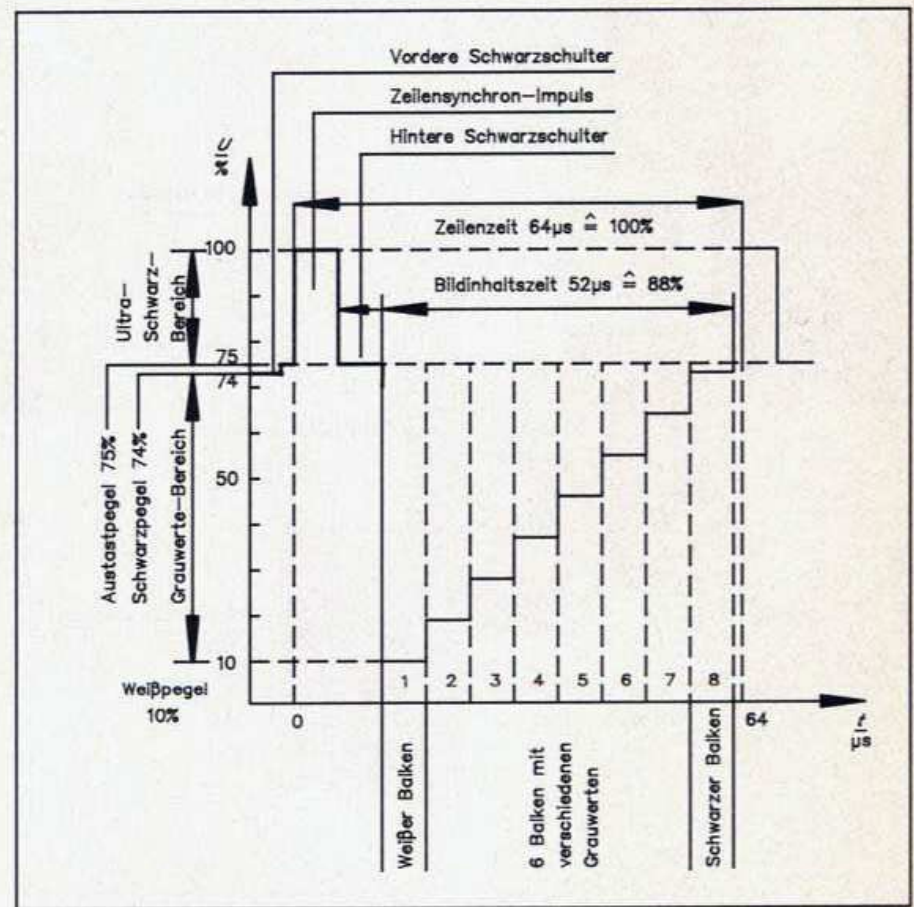 Vordere Schwarzschulter
Zeilensynchron-Impuls
Hintere Schwarzschulter
U
%
Zeilenzeit 64µs ≙ 100%
100
Bildinhaltszeit 52µs ≙ 88%
Ultra-
Schwarz-
Bereich
75
74
50
10
Austastpegel 75%
Schwarzpegel 74%
Grauwerte-Bereich
Weißpegel
10%
1 2 3 4 5 6 7 8
0
64
t
µs
Weißer Balken
6 Balken mit
verschiedenen
Grauwerten
Schwarzer Balken